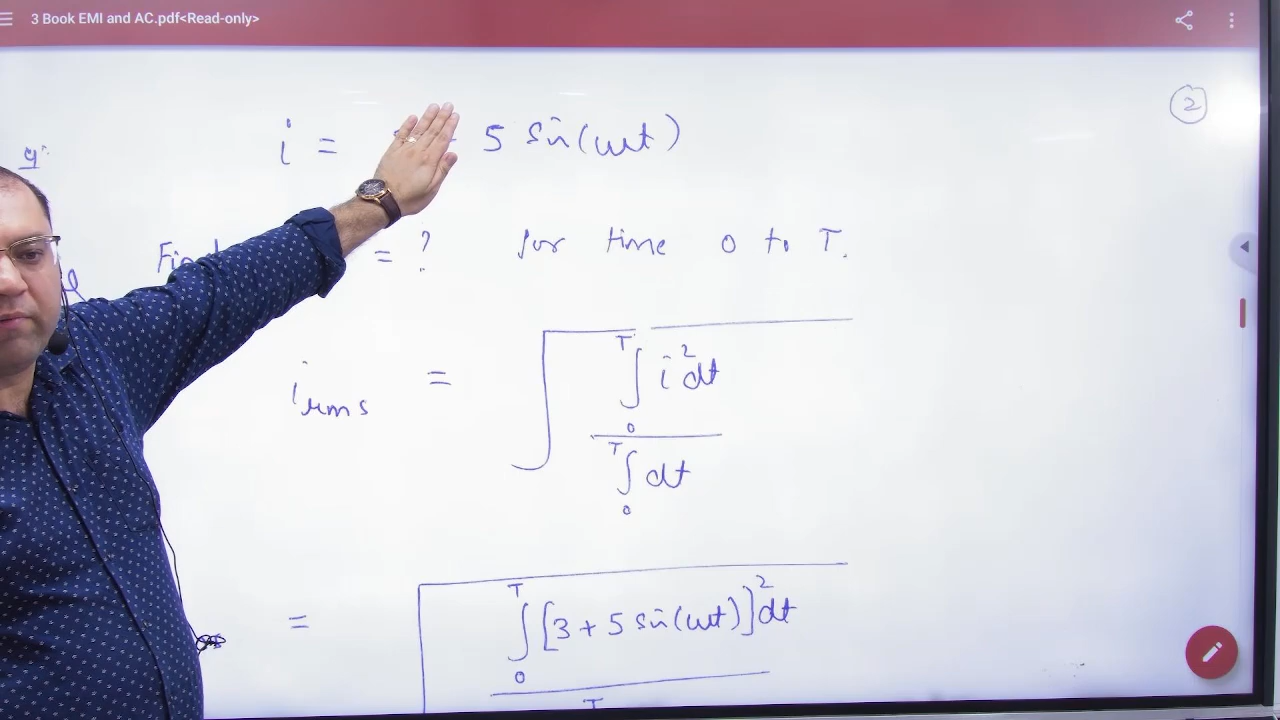 3 Book EMI and AC.pdf<Read-only>
2
i = 5 sin(ωt)
= ? for time 0 to T.
i rms = √ ∫₀ᵀ i² dt
∫₀ᵀ dt
= √ ∫₀ᵀ [3 + 5 sin(ωt)]² dt
T